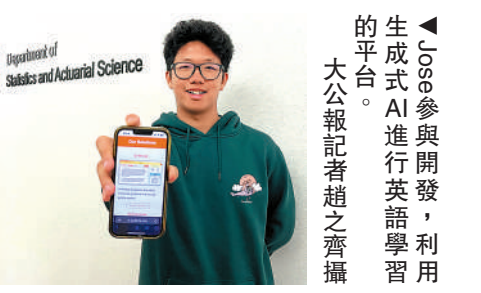 Department of
Statistics and Actuarial Science
◀Jose參與開發，利用
生成式AI進行英語學習
的平台。
大公報記者趙之齊攝